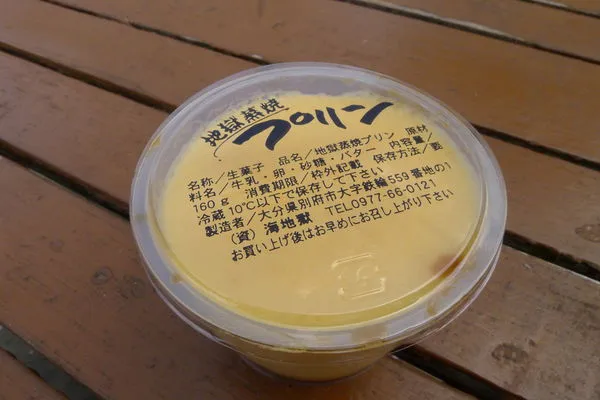 地獄蒸焼
プリン
名称／生菓子 品名／地獄蒸焼プリン 原材
料名／牛乳・卵・砂糖・バター 内容量／
160g 消費期限／枠外記載 保存方法／要
冷蔵10℃以下で保存して下さい
製造者／大分県別府市大字鉄輪559番地の1
(資) 海地獄 TEL0977-66-0121
お買い上げ後はお早めにお召し上がり下さい